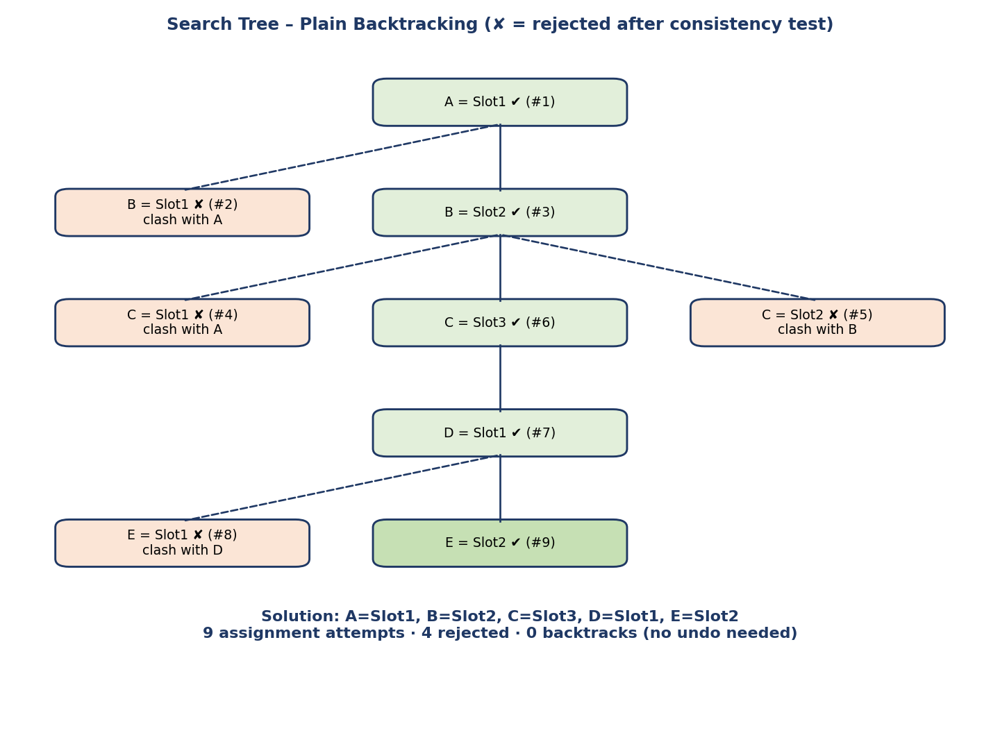 Search Tree – Plain Backtracking (✘ = rejected after consistency test)
A = Slot1 ✔ (#1)
B = Slot1 ✘ (#2)
clash with A
B = Slot2 ✔ (#3)
C = Slot1 ✘ (#4)
clash with A
C = Slot3 ✔ (#6)
C = Slot2 ✘ (#5)
clash with B
D = Slot1 ✔ (#7)
E = Slot1 ✘ (#8)
clash with D
E = Slot2 ✔ (#9)
Solution: A=Slot1, B=Slot2, C=Slot3, D=Slot1, E=Slot2
9 assignment attempts · 4 rejected · 0 backtracks (no undo needed)